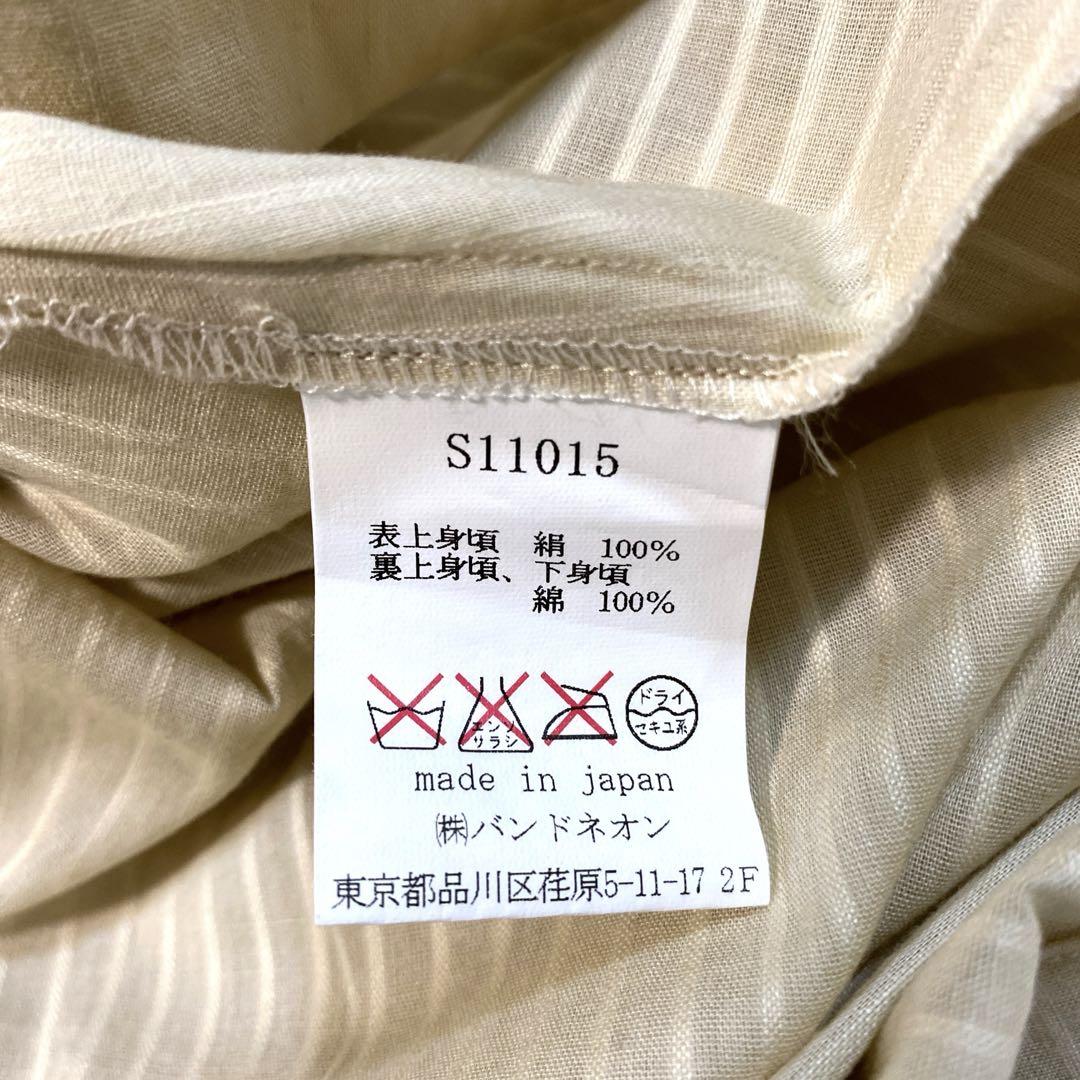 S11015
表上身頃 絹 100%
裏上身頃、下身頃
綿 100%
エンソ
サラシ
ドライ
セキユ系
made in japan
㈱バンドネオン
東京都品川区荏原5-11-17 2F